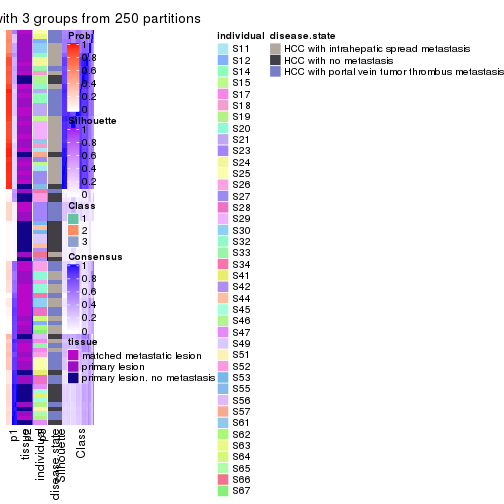 with 3 groups from 250 partitions
Prob
1
0.8
0.6
0.4
0.2
0
Silhouette
1
0.8
0.6
0.4
0.2
0
Class
1
2
3
Consensus
1
0.8
0.6
0.4
0.2
0
tissue
matched metastatic lesion
primary lesion
primary lesion. no metastasis
individual
S11
S12
S14
S15
S17
S18
S19
S20
S21
S23
S24
S25
S26
S27
S28
S29
S30
S32
S33
S34
S41
S42
S44
S45
S46
S47
S49
S51
S52
S53
S55
S56
S57
S61
S62
S63
S64
S65
S66
S67
disease.state
HCC with intrahepatic spread metastasis
HCC with no metastasis
HCC with portal vein tumor thrombus metastasis
p1
p2
tissue
individual
disease.state
Silhouette
Class